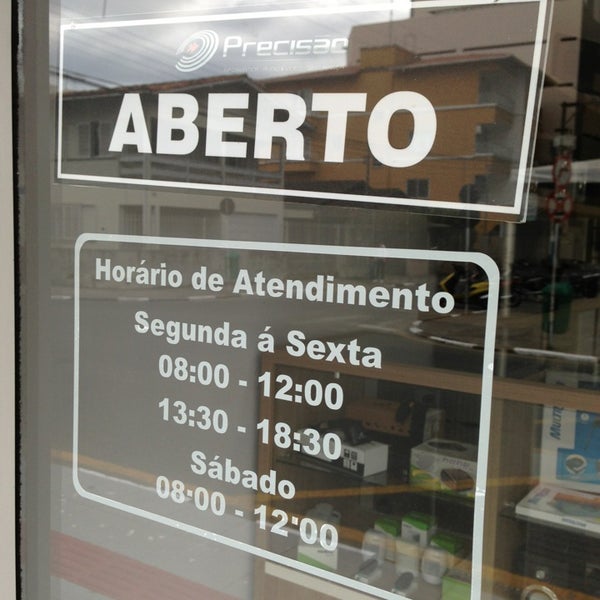 Precisão
ABERTO
Horário de Atendimento
Segunda á Sexta
08:00 - 12:00
13:30 - 18:30
Sábado
08:00 - 12:00